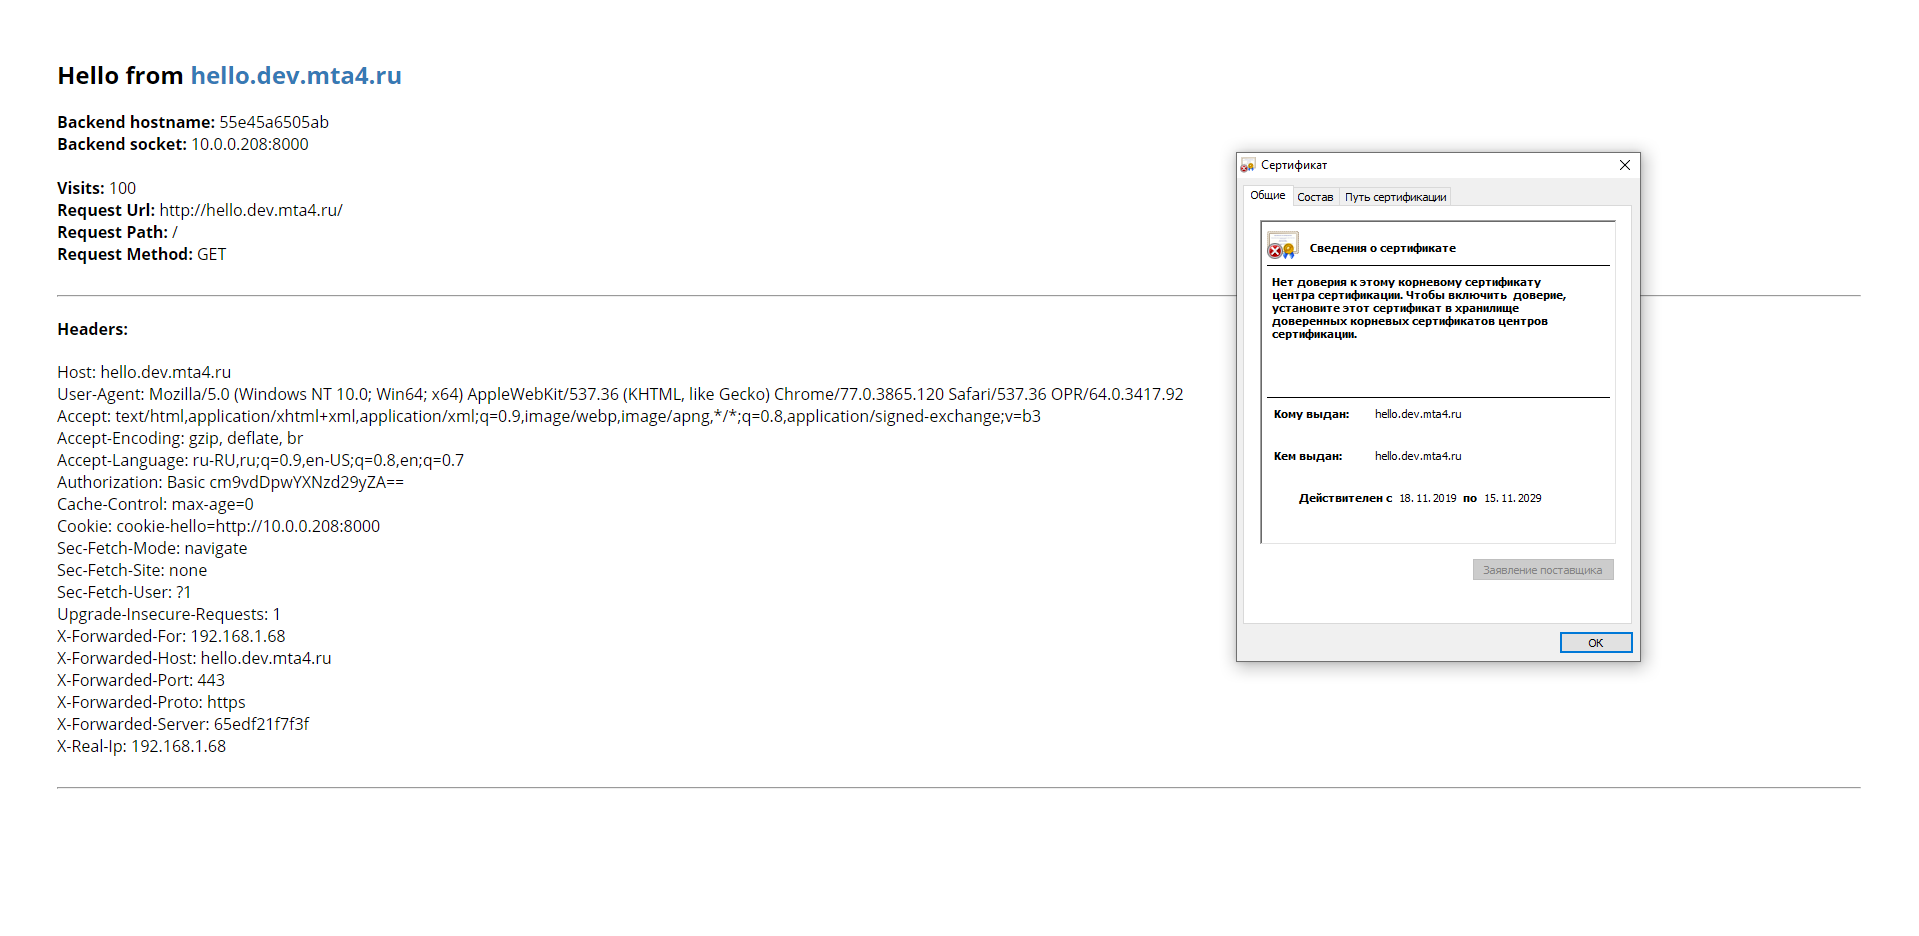 Hello from hello.dev.mta4.ru
Backend hostname: 55e45a6505ab
Backend socket: 10.0.0.208:8000
Visits: 100
Request Url: http://hello.dev.mta4.ru/
Request Path: /
Request Method: GET
Headers:
Host: hello.dev.mta4.ru
User-Agent: Mozilla/5.0 (Windows NT 10.0; Win64; x64) AppleWebKit/537.36 (KHTML, like Gecko) Chrome/77.0.3865.120 Safari/537.36 OPR/64.0.3417.92
Accept: text/html,application/xhtml+xml,application/xml;q=0.9,image/webp,image/apng,*/*;q=0.8,application/signed-exchange;v=b3
Accept-Encoding: gzip, deflate, br
Accept-Language: ru-RU,ru;q=0.9,en-US;q=0.8,en;q=0.7
Authorization: Basic cm9vdDpwYXNzd29yZA==
Cache-Control: max-age=0
Cookie: cookie-hello=http://10.0.0.208:8000
Sec-Fetch-Mode: navigate
Sec-Fetch-Site: none
Sec-Fetch-User: ?1
Upgrade-Insecure-Requests: 1
X-Forwarded-For: 192.168.1.68
X-Forwarded-Host: hello.dev.mta4.ru
X-Forwarded-Port: 443
X-Forwarded-Proto: https
X-Forwarded-Server: 65edf21f7f3f
X-Real-Ip: 192.168.1.68
Сертификат
Общие Состав Путь сертификации
Сведения о сертификате
Нет доверия к этому корневому сертификату
центра сертификации. Чтобы включить доверие,
установите этот сертификат в хранилище
доверенных корневых сертификатов центров
сертификации.
Кому выдан: hello.dev.mta4.ru
Кем выдан: hello.dev.mta4.ru
Действителен с 18.11.2019 по 15.11.2029
Заявление поставщика
ОК